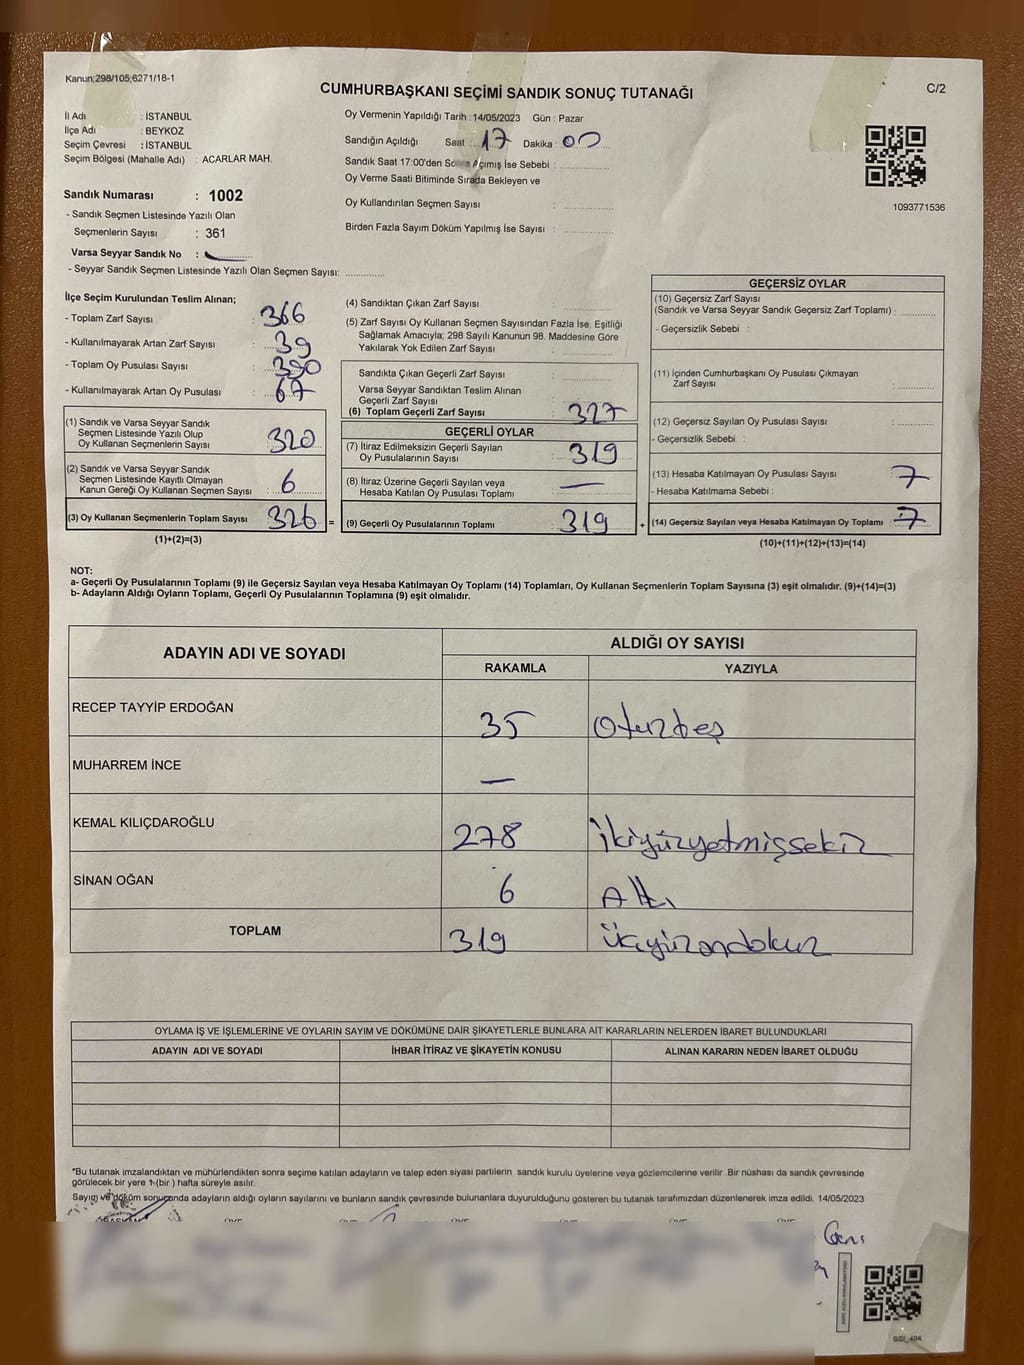 Kanun;298/105;6271/18-1
CUMHURBAŞKANI SEÇİMİ SANDIK SONUÇ TUTANAĞI
C/2
İl Adı : İSTANBUL
İlçe Adı : BEYKOZ
Seçim Çevresi : İSTANBUL
Seçim Bölgesi (Mahalle Adı) : ACARLAR MAH.
Oy Vermenin Yapıldığı Tarih : 14/05/2023 Gün : Pazar
Sandığın Açıldığı Saat : 17 Dakika : 00
Sandık Saat 17:00'den Sonra Açımış İse Sebebi :
Oy Verme Saati Bitiminde Sırada Bekleyen ve
Oy Kullandırılan Seçmen Sayısı :
Birden Fazla Sayım Döküm Yapılmış İse Sayısı :
1093771536
Sandık Numarası : 1002
- Sandık Seçmen Listesinde Yazılı Olan
Seçmenlerin Sayısı : 361
Varsa Seyyar Sandık No :
- Seyyar Sandık Seçmen Listesinde Yazılı Olan Seçmen Sayısı:
İlçe Seçim Kurulundan Teslim Alınan;
- Toplam Zarf Sayısı : 366
- Kullanılmayarak Artan Zarf Sayısı : 39
- Toplam Oy Pusulası Sayısı : 390
- Kullanılmayarak Artan Oy Pusulası : 67
(1) Sandık ve Varsa Seyyar Sandık
Seçmen Listesinde Yazılı Olup
Oy Kullanan Seçmenlerin Sayısı : 320
(2) Sandık ve Varsa Seyyar Sandık
Seçmen Listesinde Kayıtlı Olmayan
Kanun Gereği Oy Kullanan Seçmen Sayısı : 6
(3) Oy Kullanan Seçmenlerin Toplam Sayısı : 326 =
(1)+(2)=(3)
(4) Sandıktan Çıkan Zarf Sayısı :
(5) Zarf Sayısı Oy Kullanan Seçmen Sayısından Fazla İse, Eşitliği
Sağlamak Amacıyla; 298 Sayılı Kanunun 98. Maddesine Göre
Yakılarak Yok Edilen Zarf Sayısı :
Sandıkta Çıkan Geçerli Zarf Sayısı :
Varsa Seyyar Sandıktan Teslim Alınan
Geçerli Zarf Sayısı :
(6) Toplam Geçerli Zarf Sayısı : 327
GEÇERLİ OYLAR
(7) İtiraz Edilmeksizin Geçerli Sayılan
Oy Pusulalarının Sayısı : 319
(8) İtiraz Üzerine Geçerli Sayılan veya
Hesaba Katılan Oy Pusulası Toplamı : —
(9) Geçerli Oy Pusulalarının Toplamı : 319 +
GEÇERSİZ OYLAR
(10) Geçersiz Zarf Sayısı
(Sandık ve Varsa Seyyar Sandık Geçersiz Zarf Toplamı) :
- Geçersizlik Sebebi :
(11) İçinden Cumhurbaşkanı Oy Pusulası Çıkmayan
Zarf Sayısı :
(12) Geçersiz Sayılan Oy Pusulası Sayısı :
- Geçersizlik Sebebi :
(13) Hesaba Katılmayan Oy Pusulası Sayısı : 7
- Hesaba Katılmama Sebebi :
(14) Geçersiz Sayılan veya Hesaba Katılmayan Oy Toplamı : 7
(10)+(11)+(12)+(13)=(14)
NOT:
a- Geçerli Oy Pusulalarının Toplamı (9) ile Geçersiz Sayılan veya Hesaba Katılmayan Oy Toplamı (14) Toplamları, Oy Kullanan Seçmenlerin Toplam Sayısına (3) eşit olmalıdır. (9)+(14)=(3)
b- Adayların Aldığı Oyların Toplamı, Geçerli Oy Pusulalarının Toplamına (9) eşit olmalıdır.
ADAYIN ADI VE SOYADI
ALDIĞI OY SAYISI
RAKAMLA YAZIYLA
RECEP TAYYİP ERDOĞAN 35 Otuzbeş
MUHARREM İNCE —
KEMAL KILIÇDAROĞLU 278 İkiyüzyetmişsekiz
SİNAN OĞAN 6 Altı
TOPLAM 319 üçyüzondokuz
OYLAMA İŞ VE İŞLEMLERİNE VE OYLARIN SAYIM VE DÖKÜMÜNE DAİR ŞİKAYETLERLE BUNLARA AİT KARARLARIN NELERDEN İBARET BULUNDUKLARI
ADAYIN ADI VE SOYADI İHBAR İTİRAZ VE ŞİKAYETİN KONUSU ALINAN KARARIN NEDEN İBARET OLDUĞU
*Bu tutanak imzalandıktan ve mühürlendikten sonra seçime katılan adayların ve talep eden siyasi partilerin sandık kurulu üyelerine veya gözlemcilerine verilir. Bir nüshası da sandık çevresinde
görülecek bir yere 1 (bir) hafta süreyle asılır.
Sayım ve döküm sonucunda adayların aldığı oyların sayılarını ve bunların sandık çevresinde bulunanlara duyurulduğunu gösteren bu tutanak tarafımızdan düzenlenerek imza edildi. 14/05/2023